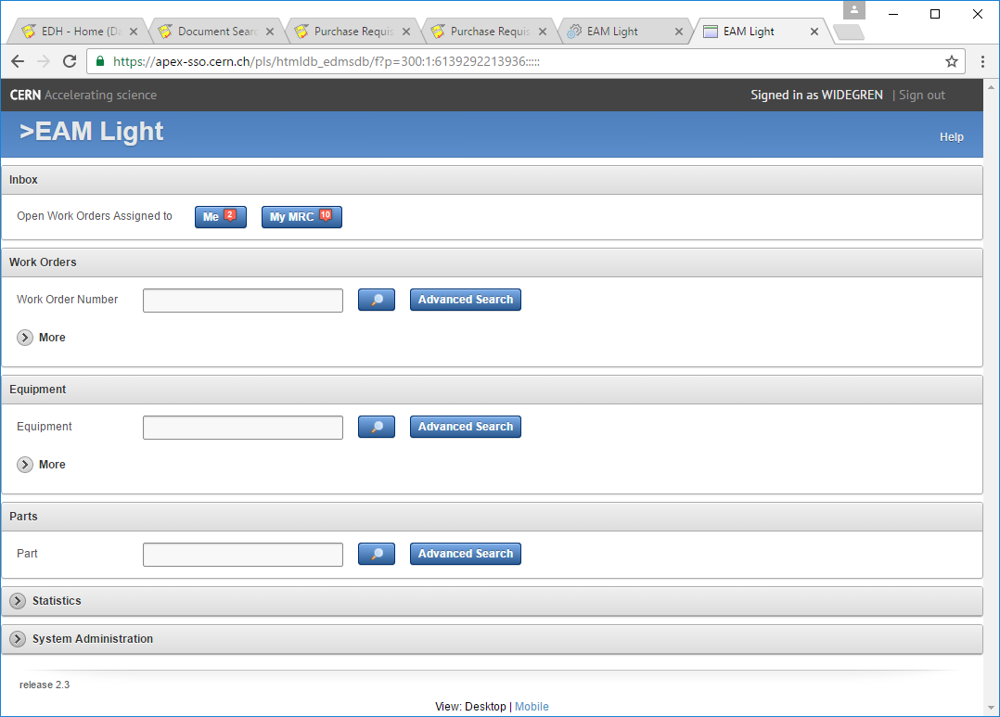 EDH - Home (Da
Document Searc
Purchase Requis
Purchase Requis
EAM Light
EAM Light
https://apex-sso.cern.ch/pls/htmldb_edmsdb/f?p=300:1:6139292213936:::::
CERN Accelerating science
Signed in as WIDEGREN | Sign out
>EAM Light
Help
Inbox
Open Work Orders Assigned to Me 2 My MRC 10
Work Orders
Work Order Number Advanced Search
More
Equipment
Equipment Advanced Search
More
Parts
Part Advanced Search
Statistics
System Administration
release 2.3
View: Desktop | Mobile